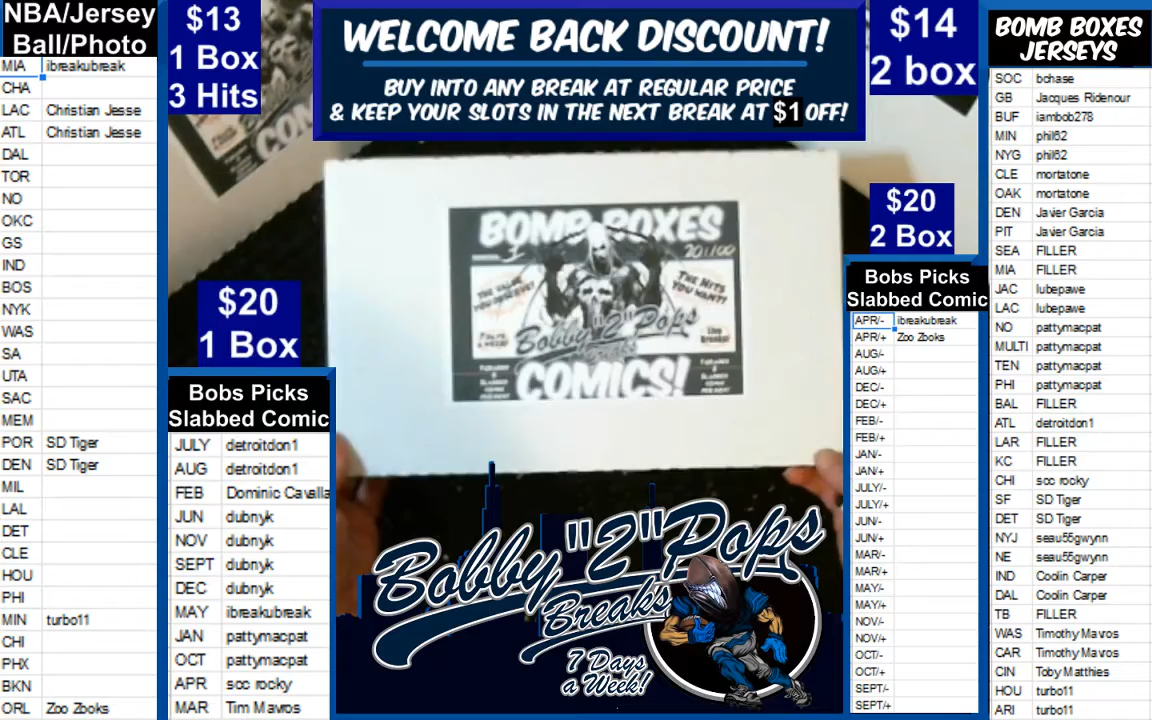 NBA/Jersey
Ball/Photo
MIA ibreakubreak
CHA
LAC Christian Jesse
ATL Christian Jesse
DAL
TOR
NO
OKC
GS
IND
BOS
NYK
WAS
SA
UTA
SAC
MEM
POR SD Tiger
DEN SD Tiger
MIL
LAL
DET
CLE
HOU
PHI
MIN turbo11
CHI
PHX
BKN
ORL Zoo Zboks
$13
1 Box
3 Hits
$20
1 Box
Bobs Picks
Slabbed Comic
JULY detroitdon1
AUG detroitdon1
FEB Dominic Cavalla
JUN dubnyk
NOV dubnyk
SEPT dubnyk
DEC dubnyk
MAY ibreakubreak
JAN pattymacpat
OCT pattymacpat
APR soc rocky
MAR Tim Mavros
WELCOME BACK DISCOUNT!
BUY INTO ANY BREAK AT REGULAR PRICE
& KEEP YOUR SLOTS IN THE NEXT BREAK AT $1 OFF!
BOMB BOXES
1 20/100
THE VALUE
YOU DESERVE!
THE HITS
YOU WANT!
Bobby "2" Pops
COMICS!
Bobby "2" Pops
Breaks
7 Days
a Week!
$14
2 box
$20
2 Box
Bobs Picks
Slabbed Comic
APR/- ibreakubreak
APR/+ Zoo Zboks
AUG/-
AUG/+
DEC/-
DEC/+
FEB/-
FEB/+
JAN/-
JAN/+
JULY/-
JULY/+
JUN/-
JUN/+
MAR/-
MAR/+
MAY/-
MAY/+
NOV/-
NOV/+
OCT/-
OCT/+
SEPT/-
SEPT/+
BOMB BOXES
JERSEYS
SOC bchase
GB Jacques Ridenour
BUF iambob278
MIN phil62
NYG phil62
CLE mortatone
OAK mortatone
DEN Javier Garcia
PIT Javier Garcia
SEA FILLER
MIA FILLER
JAC lubepawe
LAC lubepawe
NO pattymacpat
MULTI pattymacpat
TEN pattymacpat
PHI pattymacpat
BAL FILLER
ATL detroitdon1
LAR FILLER
KC FILLER
CHI soc rocky
SF SD Tiger
DET SD Tiger
NYJ seau55gwynn
NE seau55gwynn
IND Coolin Carper
DAL Coolin Carper
TB FILLER
WAS Timothy Mavros
CAR Timothy Mavros
CIN Toby Matthies
HOU turbo11
ARI turbo11